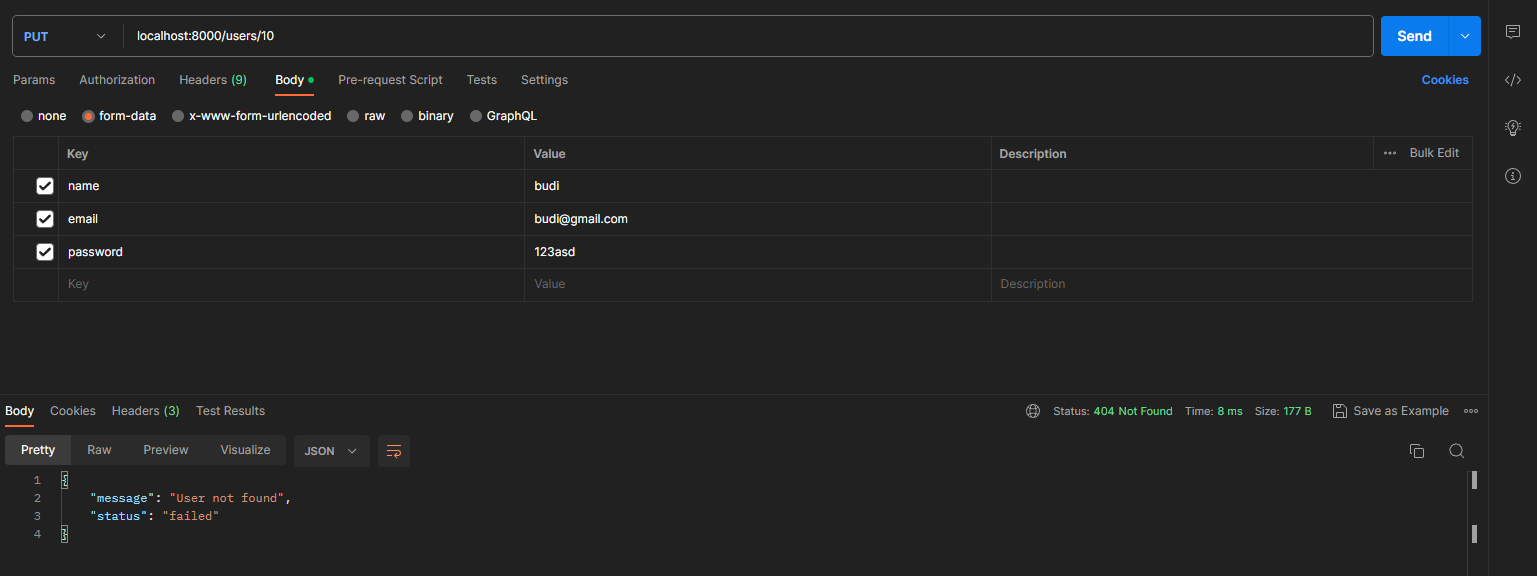 PUT localhost:8000/users/10 Send
Params Authorization Headers (9) Body Pre-request Script Tests Settings Cookies
none form-data x-www-form-urlencoded raw binary GraphQL
Key Value Description Bulk Edit
name budi
email budi@gmail.com
password 123asd
Key Value Description
Body Cookies Headers (3) Test Results Status: 404 Not Found Time: 8 ms Size: 177 B Save as Example
Pretty Raw Preview Visualize JSON
1 {
2 "message": "User not found",
3 "status": "failed"
4 }